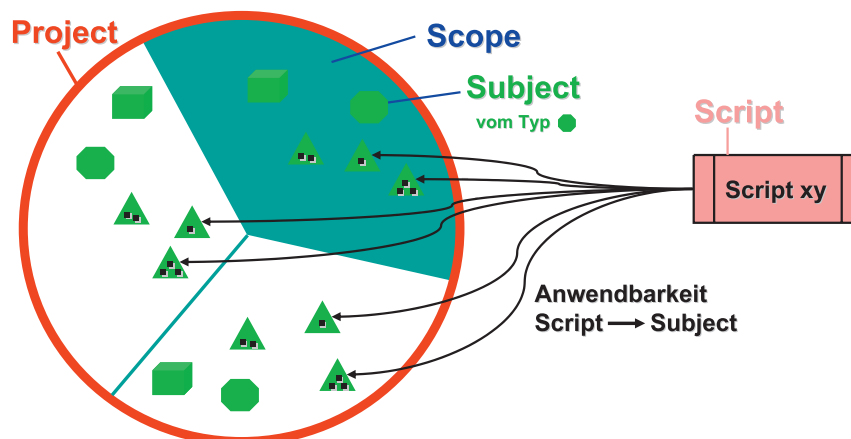 Project
Scope
Subject
vom Typ
Script
Script xy
Anwendbarkeit
Script Subject